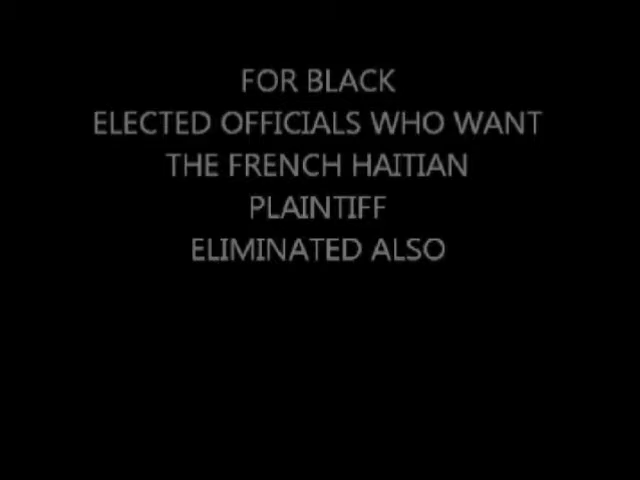 FOR BLACK
ELECTED OFFICIALS WHO WANT
THE FRENCH HAITIAN
PLAINTIFF
ELIMINATED ALSO